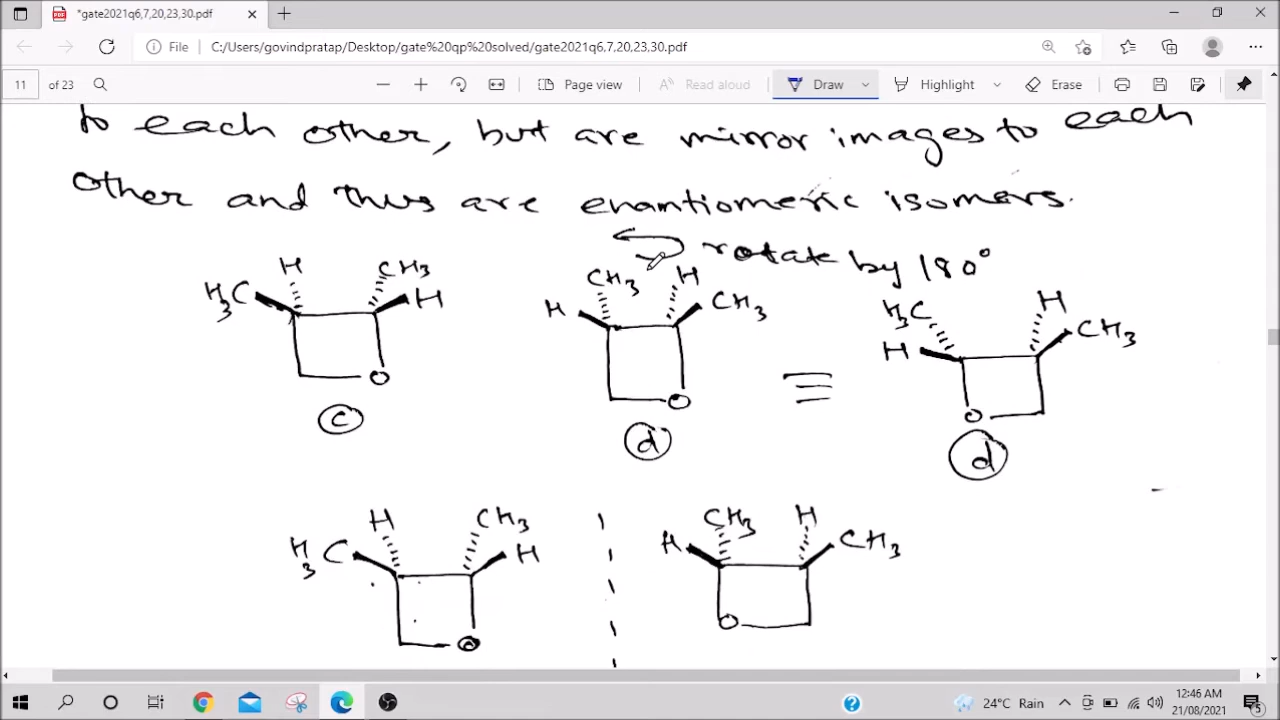 *gate2021q6,7,20,23,30.pdf
File C:/Users/govindpratap/Desktop/gate%20qp%20solved/gate2021q6,7,20,23,30.pdf
11 of 23 Page view Read aloud Draw Highlight Erase
to each other, but are mirror images to each
other and thus are enantiomeric isomers.
rotate by 180°
H CH3 CH3 H H3C H
H3C H H CH3 H CH3
O O O
c d d
H CH3 CH3 H
H3C H H CH3
O O
24°C Rain
12:46 AM
21/08/2021
5